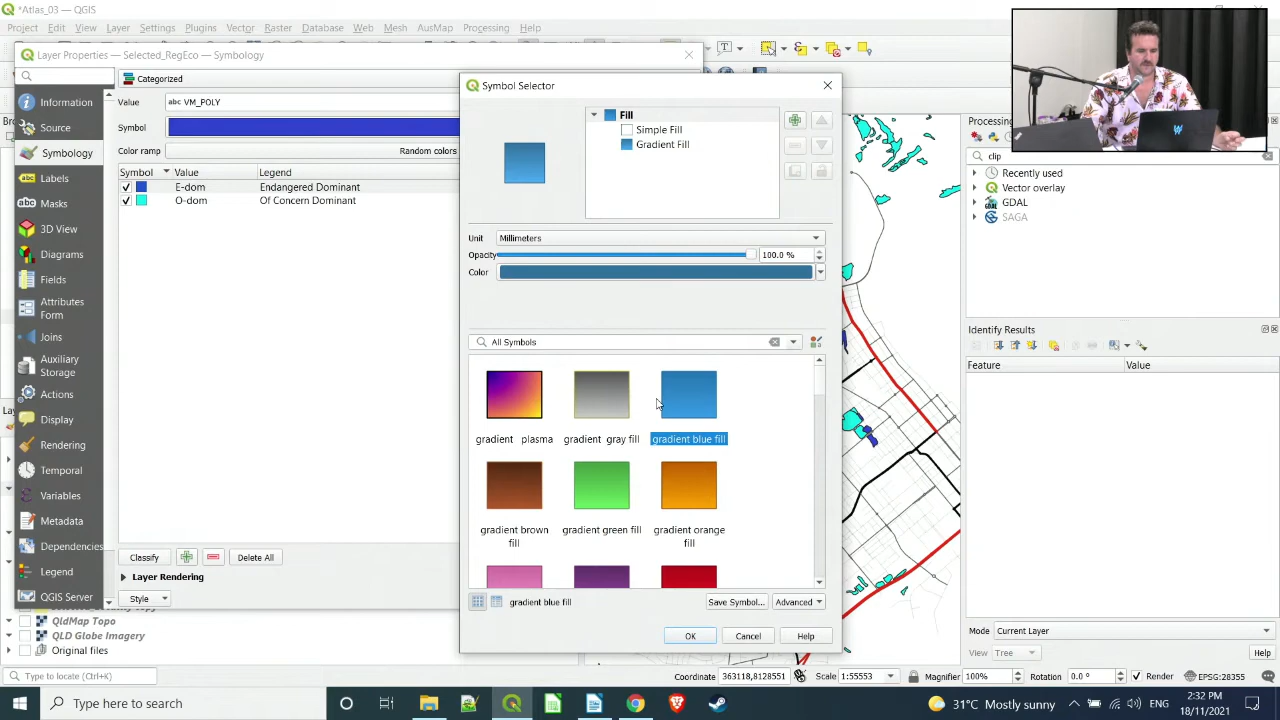 *Atlas_03 — QGIS
Project Edit View Layer Settings Plugins Vector Raster Database Web Mesh AusMap Processing
Layer Properties — Selected_RegEco — Symbology
Information
Source
Symbology
Labels
Masks
3D View
Diagrams
Fields
Attributes
Form
Joins
Auxiliary
Storage
Actions
Display
Rendering
Temporal
Variables
Metadata
Dependencies
Legend
QGIS Server
Categorized
Value abc VM_POLY
Symbol
Color ramp Random colors
Symbol Value Legend
E-dom Endangered Dominant
O-dom Of Concern Dominant
Classify Delete All
Layer Rendering
Style
Symbol Selector
Fill
Simple Fill
Gradient Fill
Unit Millimeters
Opacity 100.0 %
Color
All Symbols
gradient plasma gradient gray fill gradient blue fill
gradient brown fill gradient green fill gradient orange fill
gradient blue fill Save Symbol... Advanced
OK Cancel Help
Processing
clip
Recently used
Vector overlay
GDAL
SAGA
Identify Results
Feature Value
Mode Current Layer
View Tree Help
QldMap Topo
QLD Globe Imagery
Original files
Type to locate (Ctrl+K) Coordinate 363118,8128551 Scale 1:55553 Magnifier 100% Rotation 0.0 ° Render EPSG:28355
Type here to search
31°C Mostly sunny ENG
2:32 PM
18/11/2021